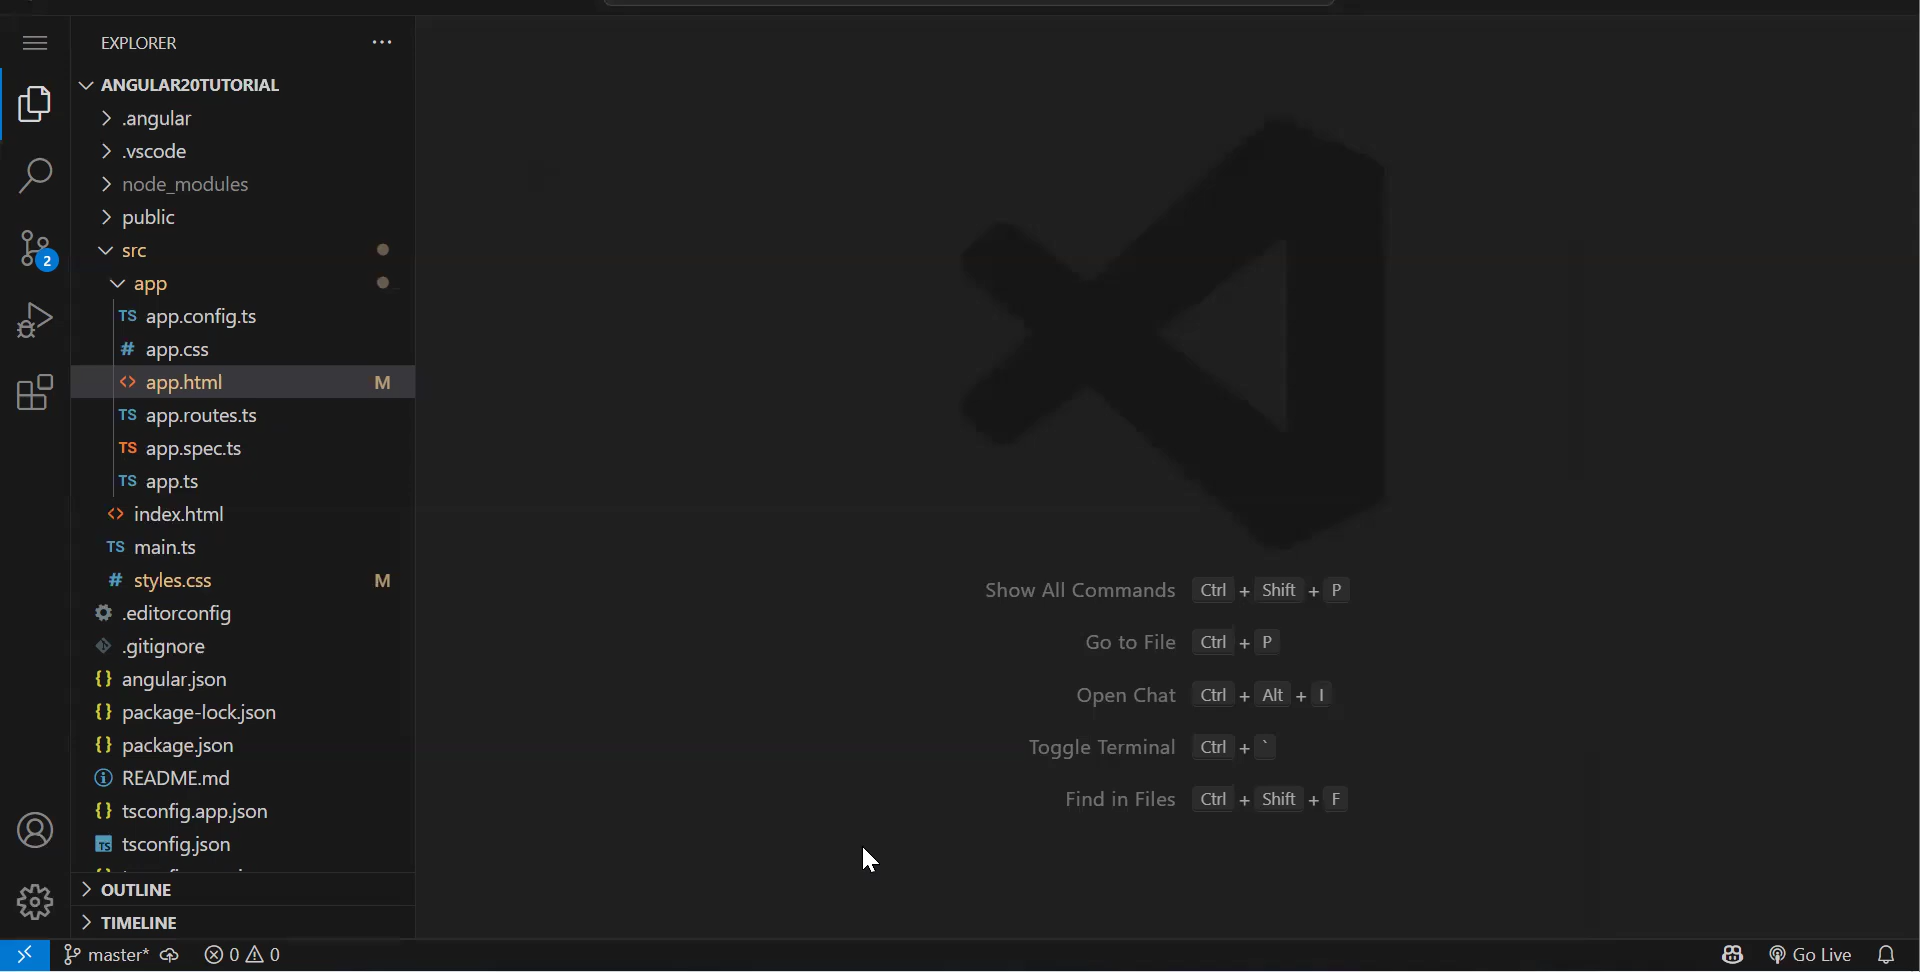 EXPLORER
ANGULAR20TUTORIAL
.angular
.vscode
node_modules
public
src
app
TS app.config.ts
# app.css
<> app.html M
TS app.routes.ts
TS app.spec.ts
TS app.ts
<> index.html
TS main.ts
# styles.css M
.editorconfig
.gitignore
{} angular.json
{} package-lock.json
{} package.json
README.md
{} tsconfig.app.json
TS tsconfig.json
OUTLINE
TIMELINE
2
Show All Commands Ctrl + Shift + P
Go to File Ctrl + P
Open Chat Ctrl + Alt + I
Toggle Terminal Ctrl + `
Find in Files Ctrl + Shift + F
master* 0 0 Go Live